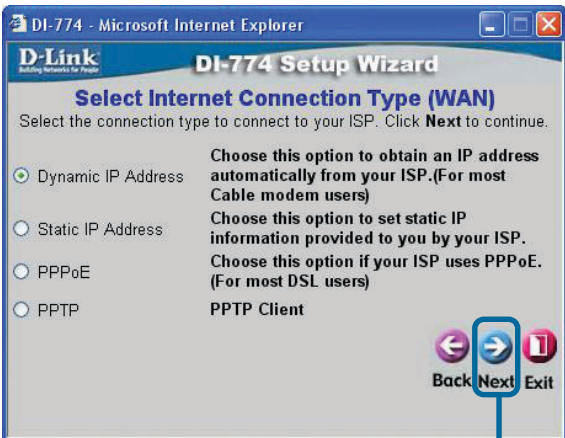 DI-774 - Microsoft Internet Explorer
D-Link
Building Networks for People
DI-774 Setup Wizard
Select Internet Connection Type (WAN)
Select the connection type to connect to your ISP. Click Next to continue.
Dynamic IP Address
Choose this option to obtain an IP address
automatically from your ISP.(For most
Cable modem users)
Static IP Address
Choose this option to set static IP
information provided to you by your ISP.
PPPoE
Choose this option if your ISP uses PPPoE.
(For most DSL users)
PPTP
PPTP Client
Back Next Exit